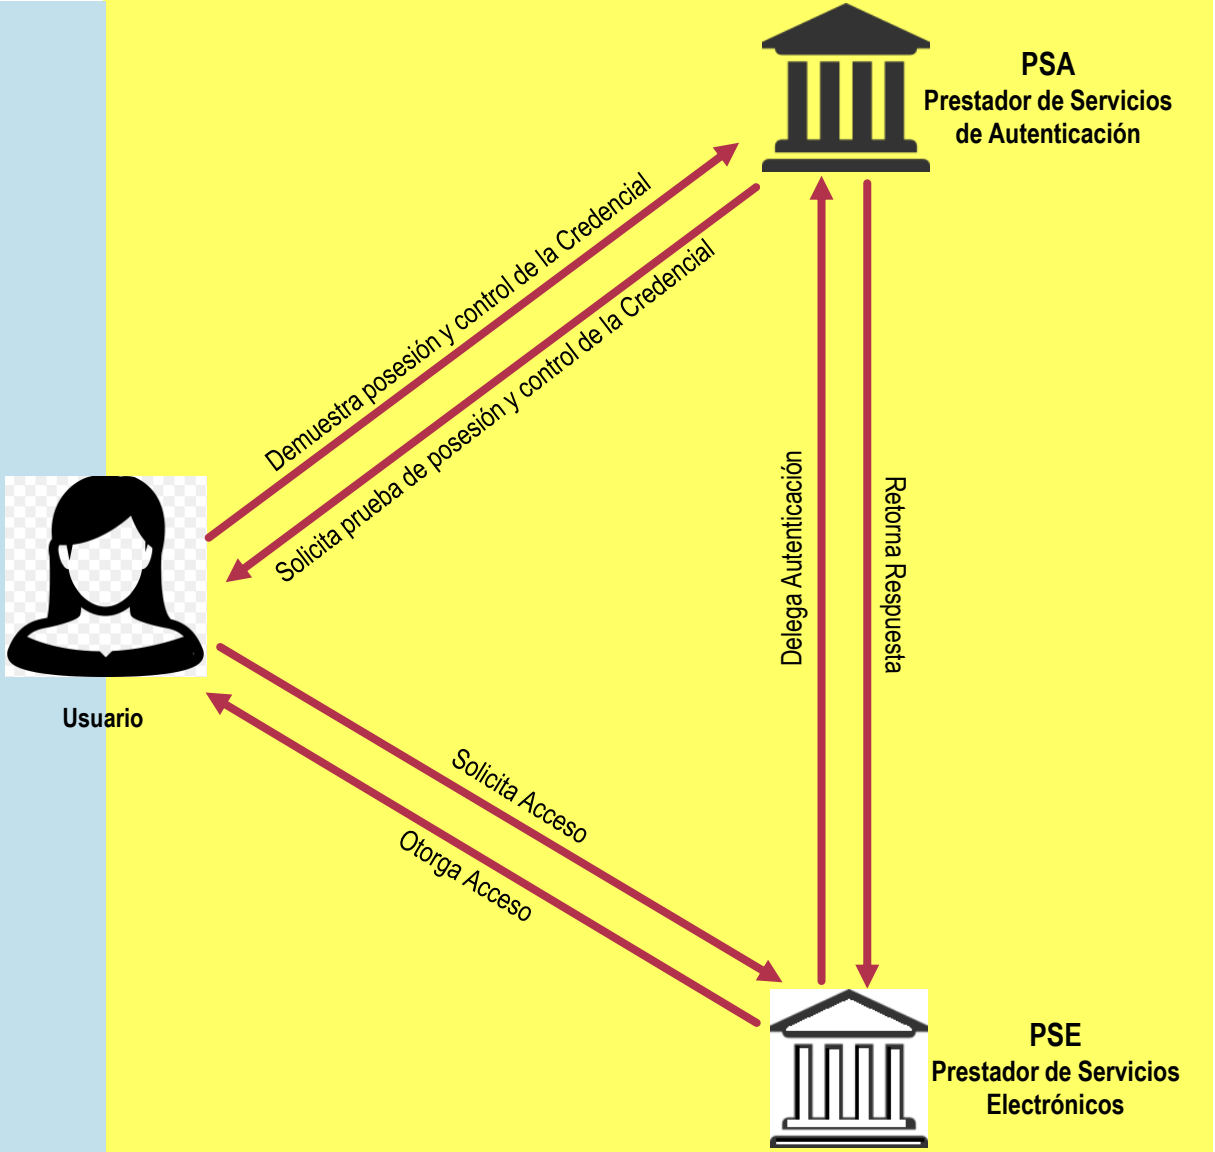 PSA
Prestador de Servicios
de Autenticación
Demuestra posesión y control de la Credencial
Solicita prueba de posesión y control de la Credencial
Delega Autenticación
Retorna Respuesta
Usuario
Solicita Acceso
Otorga Acceso
PSE
Prestador de Servicios
Electrónicos